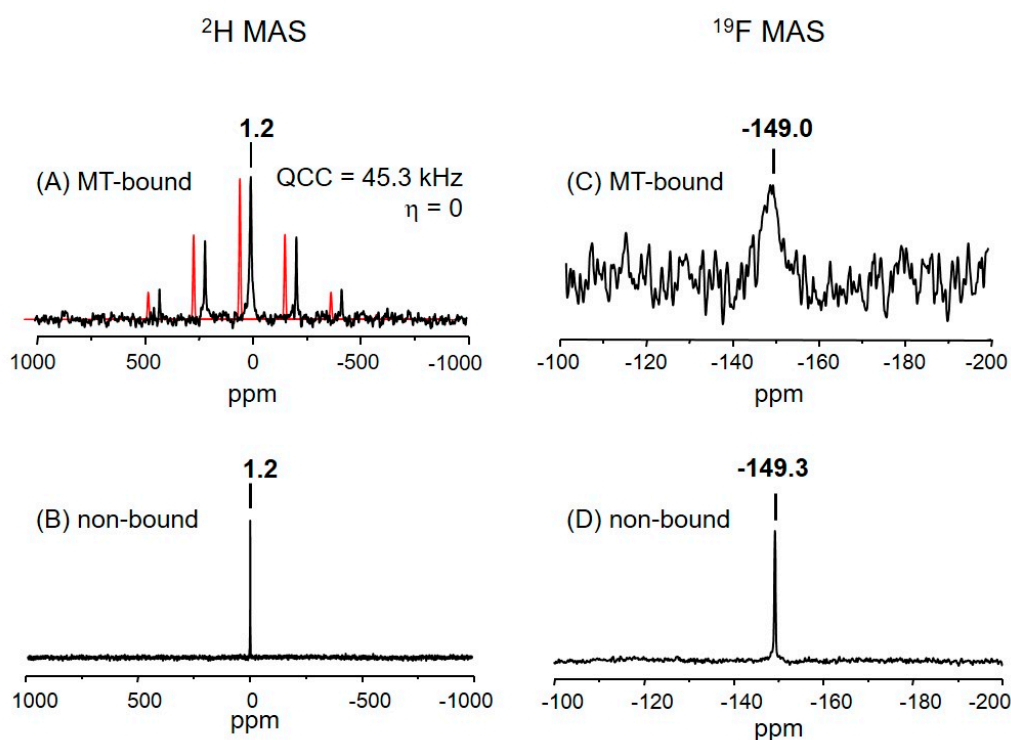 ²H MAS
¹⁹F MAS
1.2
(A) MT-bound
QCC = 45.3 kHz
η = 0
1000 500 0 -500 -1000
ppm
-149.0
(C) MT-bound
-100 -120 -140 -160 -180 -200
ppm
1.2
(B) non-bound
1000 500 0 -500 -1000
ppm
-149.3
(D) non-bound
-100 -120 -140 -160 -180 -200
ppm